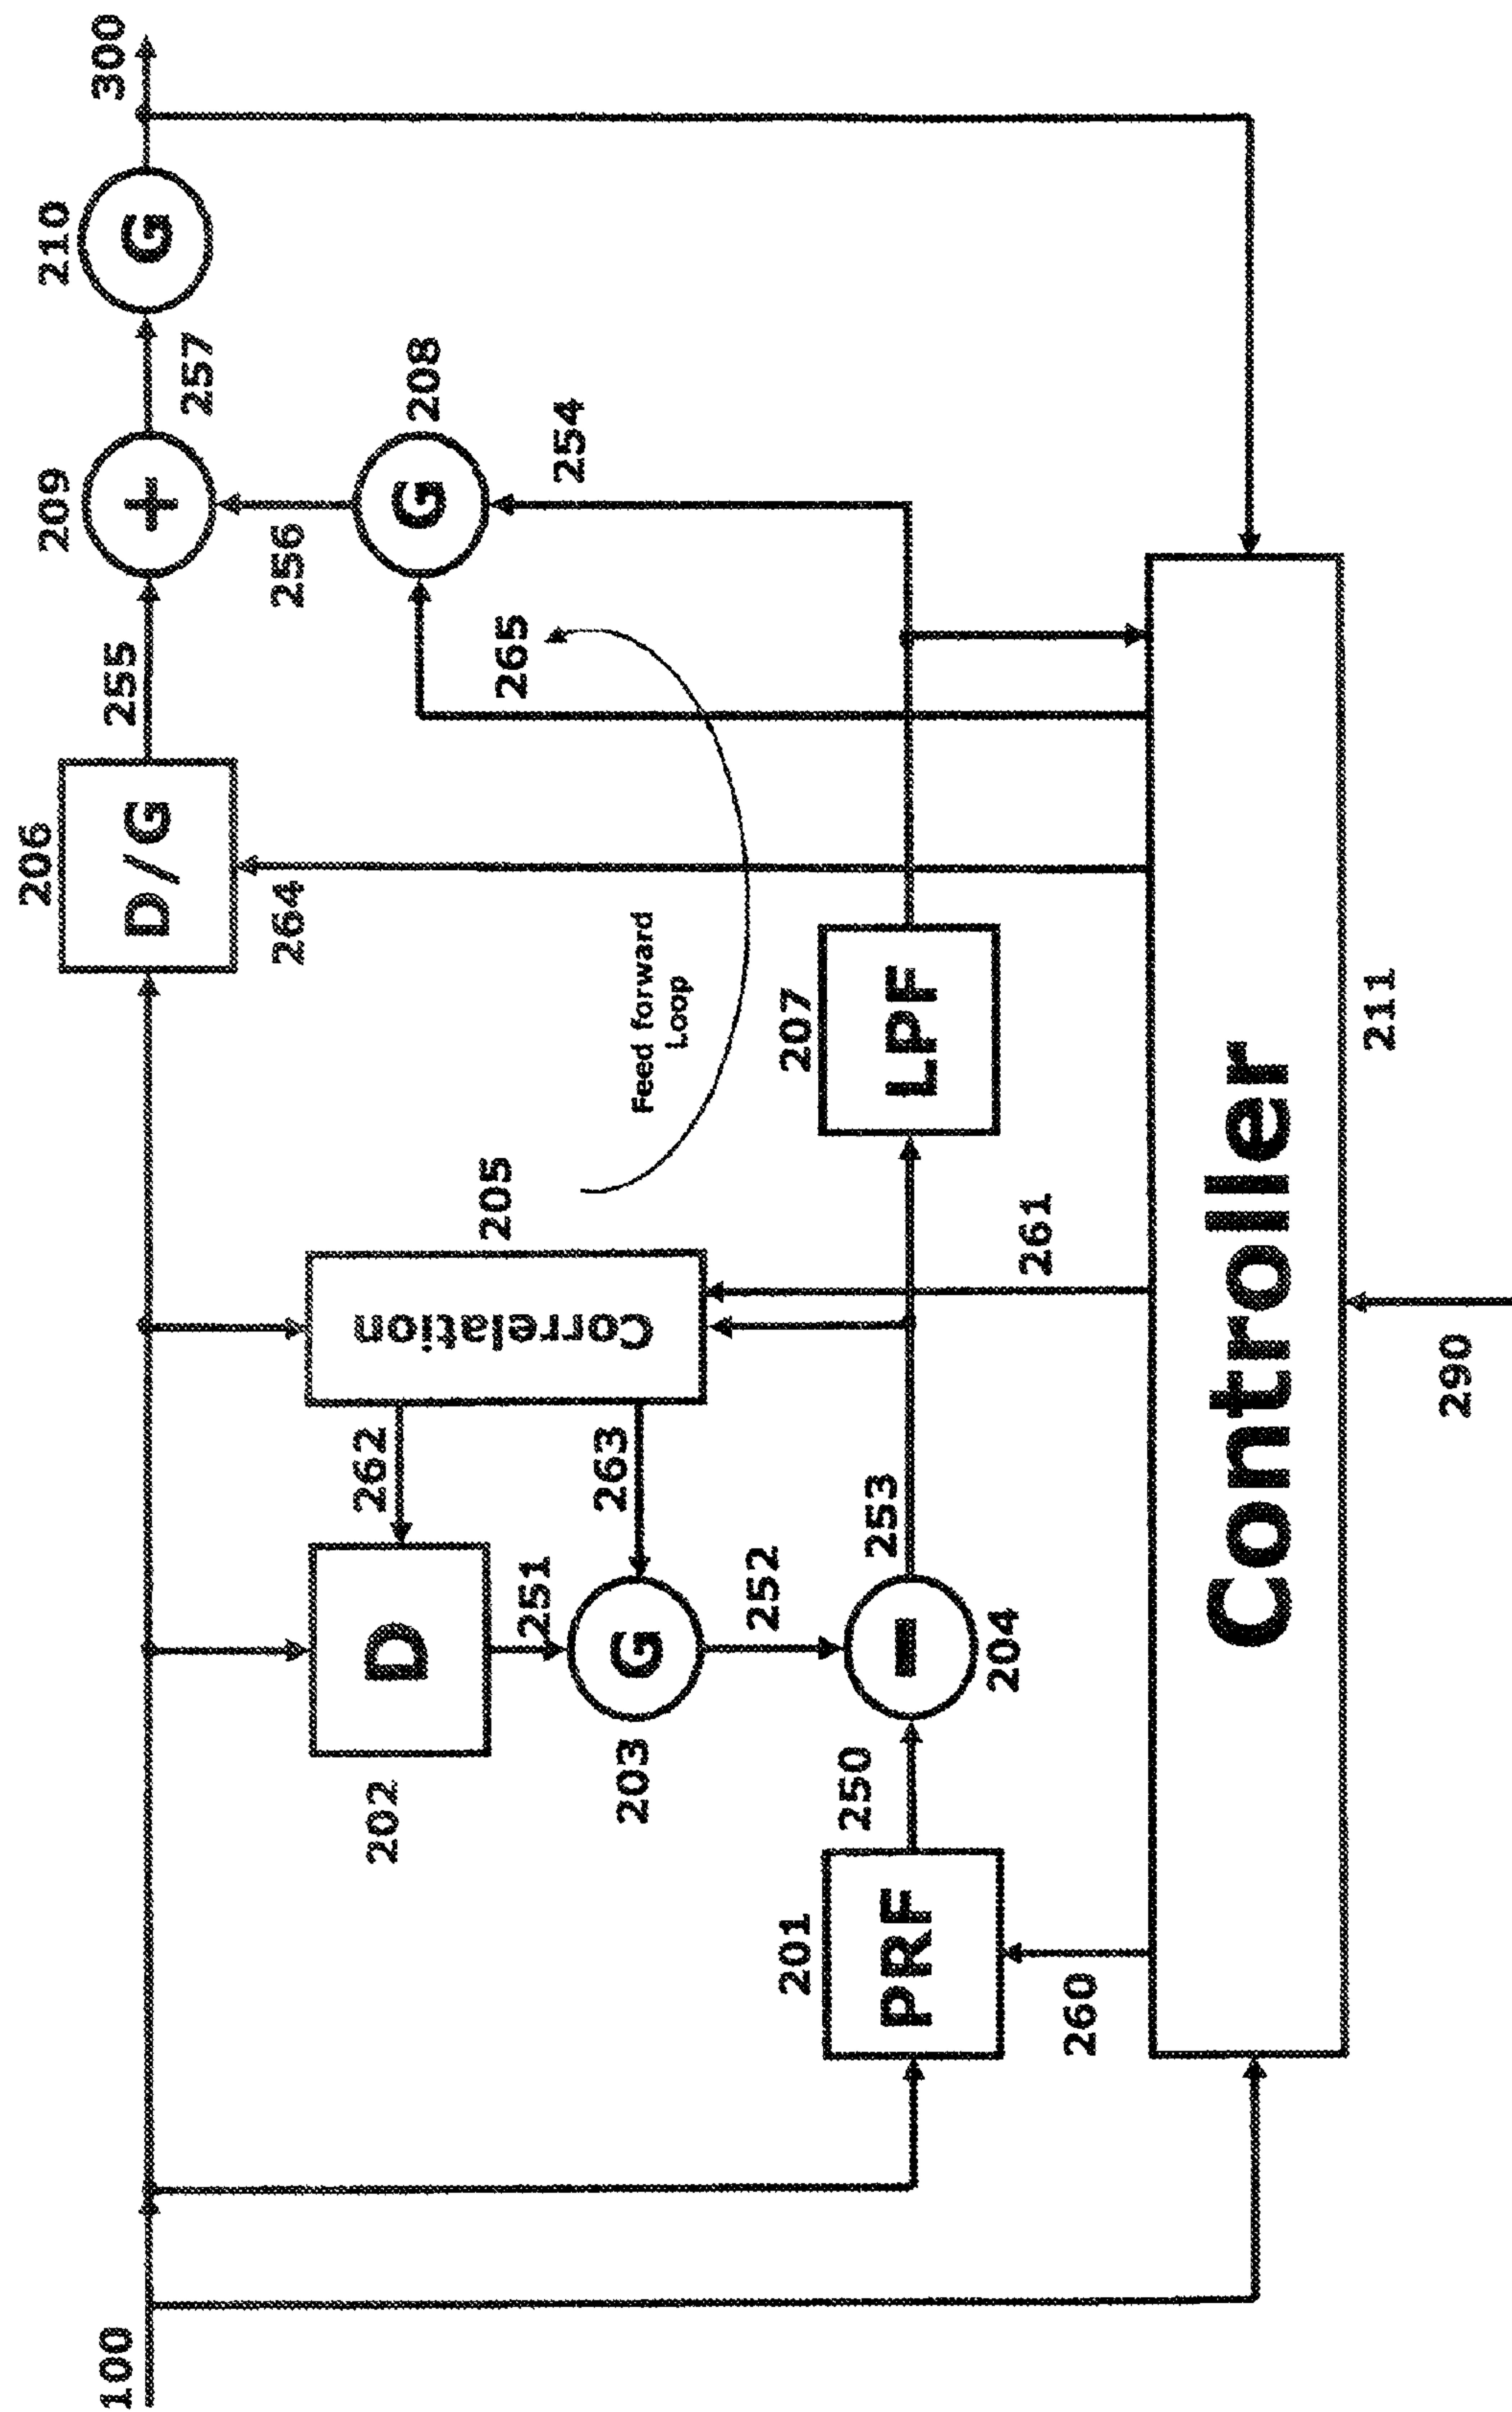 100
206
D/G
255
209
+
257
210
G
300
264
256
265
208
G
254
202
D
262
251
203
G
263
252
205
Correlation
Feed forward
Loop
201
PRF
250
204
−
253
207
LPF
260
261
Controller
211
290